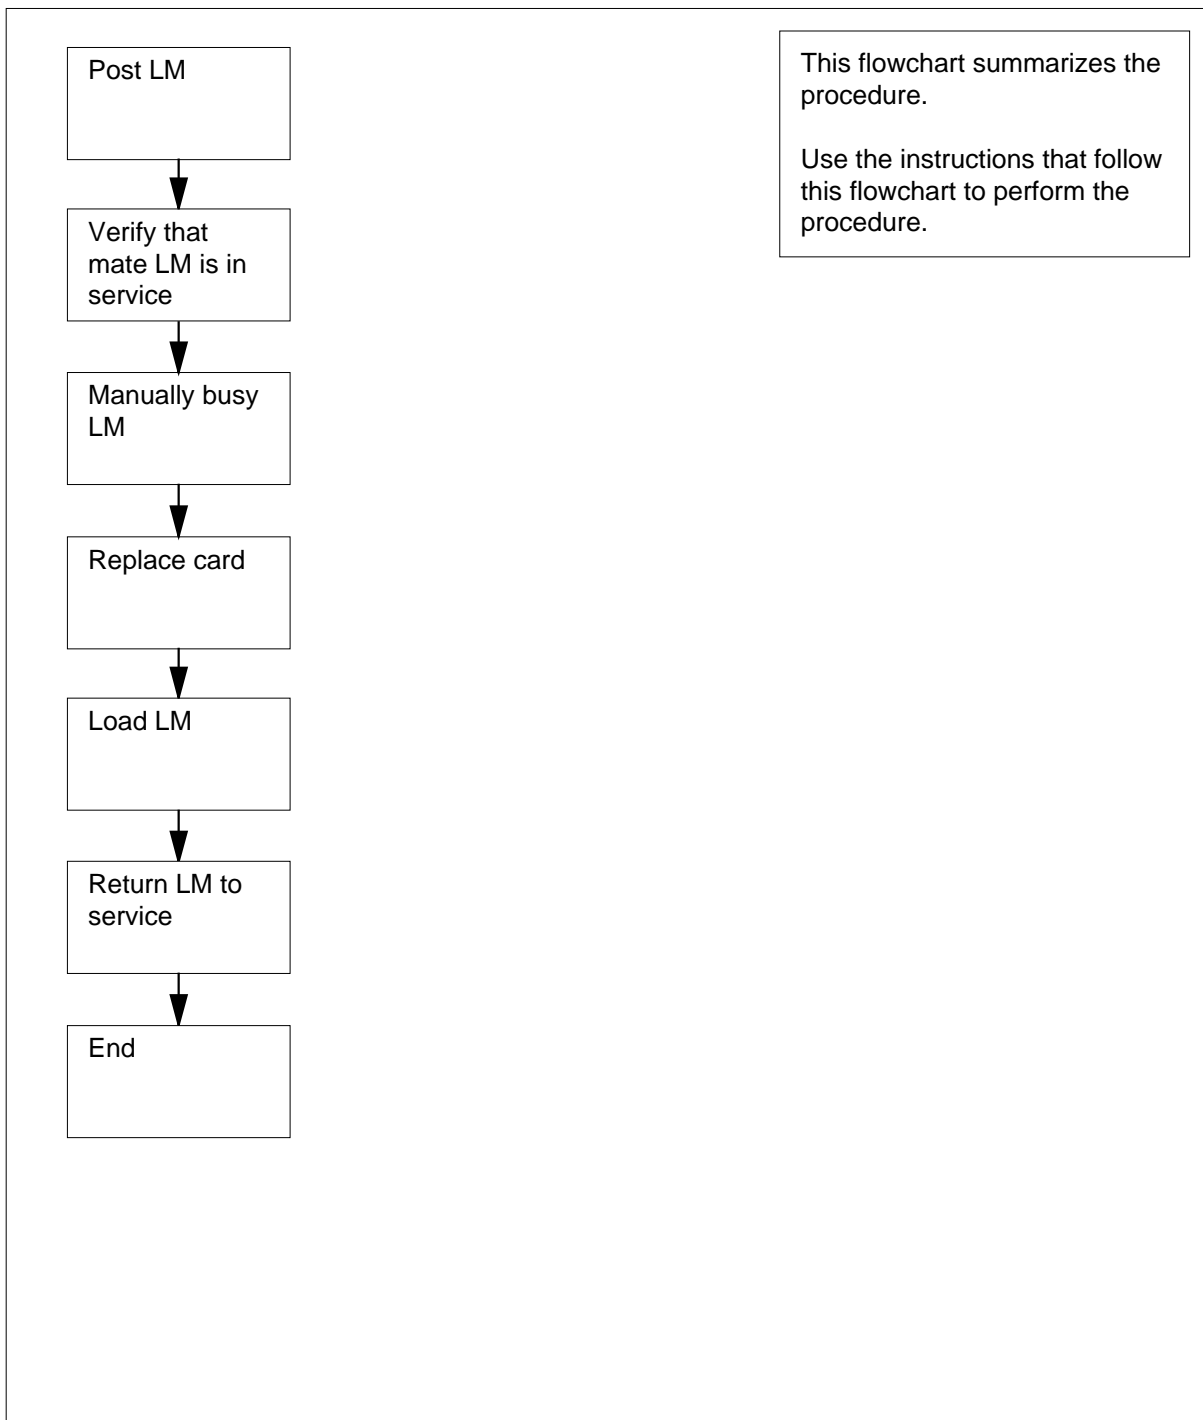 Post LM
Verify that
mate LM is in
service
Manually busy
LM
Replace card
Load LM
Return LM to
service
End
This flowchart summarizes the
procedure.
Use the instructions that follow
this flowchart to perform the
procedure.